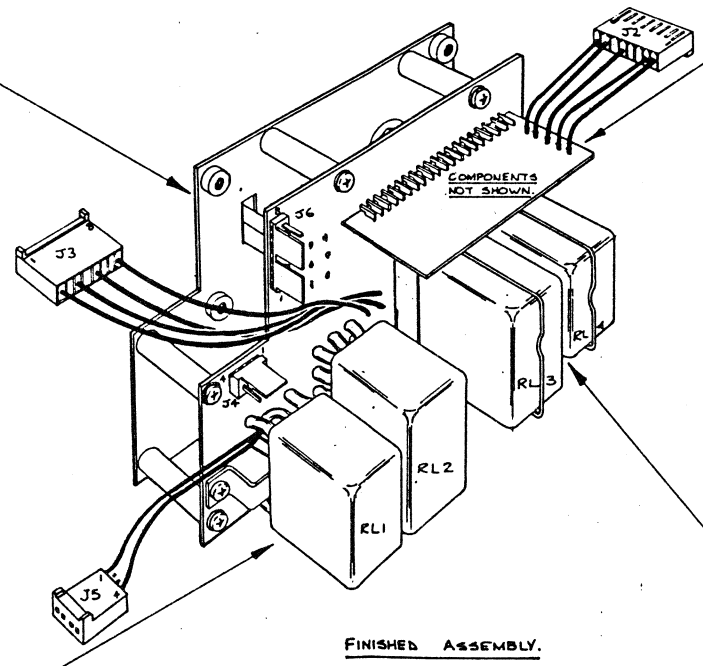 J2
COMPONENTS
NOT SHOWN.
J6
J3
RL
RL3
J4
RL2
RL1
J5
FINISHED ASSEMBLY.